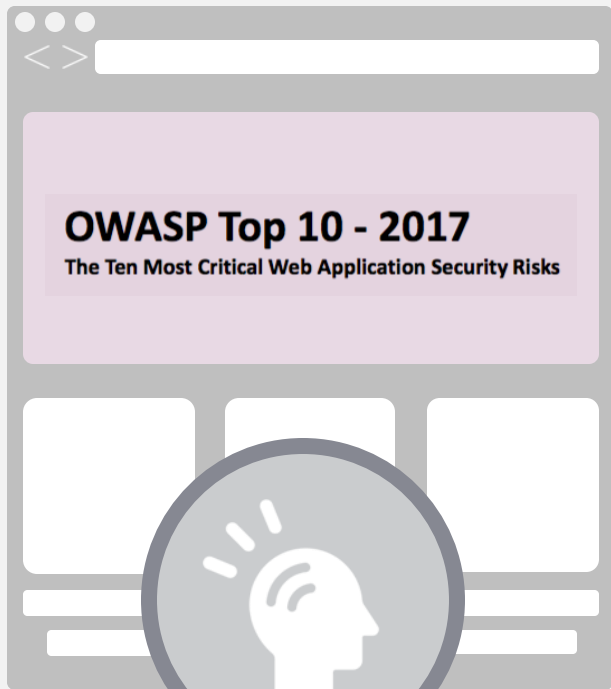 OWASP Top 10 - 2017
The Ten Most Critical Web Application Security Risks